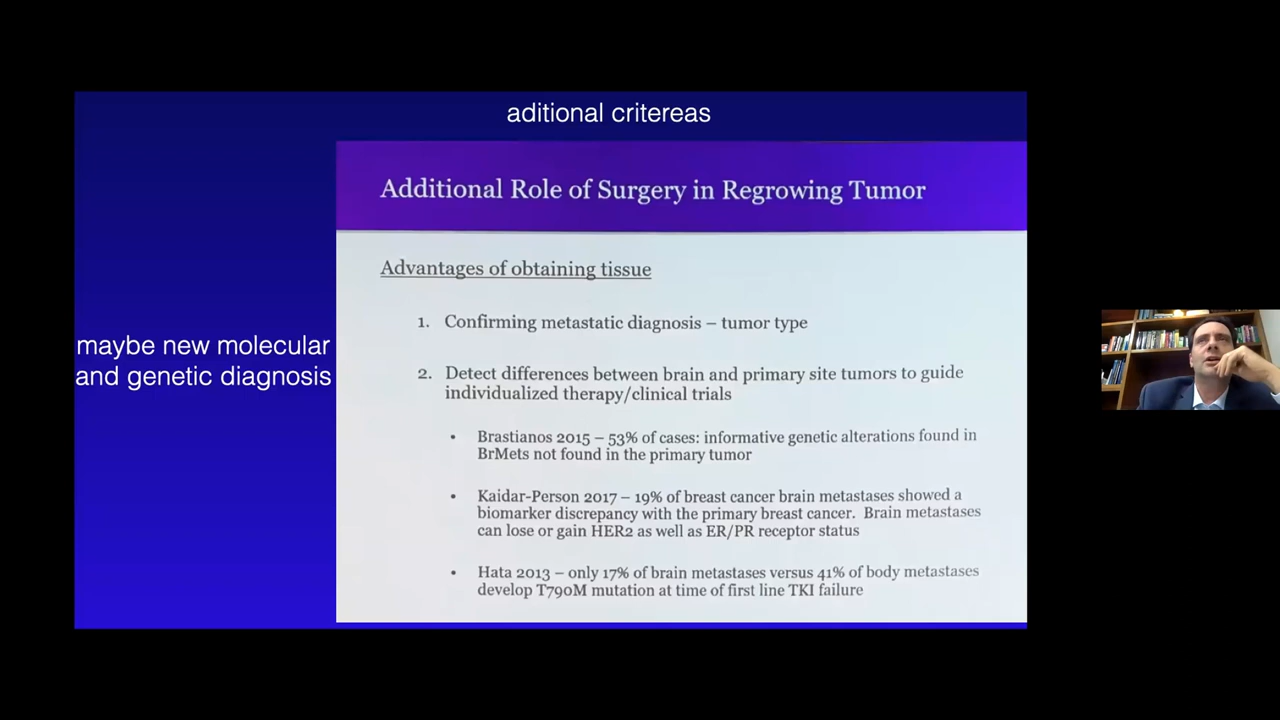 aditional critereas
Additional Role of Surgery in Regrowing Tumor
Advantages of obtaining tissue
1. Confirming metastatic diagnosis – tumor type
2. Detect differences between brain and primary site tumors to guide
individualized therapy/clinical trials
• Brastianos 2015 – 53% of cases: informative genetic alterations found in
BrMets not found in the primary tumor
• Kaidar-Person 2017 – 19% of breast cancer brain metastases showed a
biomarker discrepancy with the primary breast cancer. Brain metastases
can lose or gain HER2 as well as ER/PR receptor status
• Hata 2013 – only 17% of brain metastases versus 41% of body metastases
develop T790M mutation at time of first line TKI failure
maybe new molecular
and genetic diagnosis